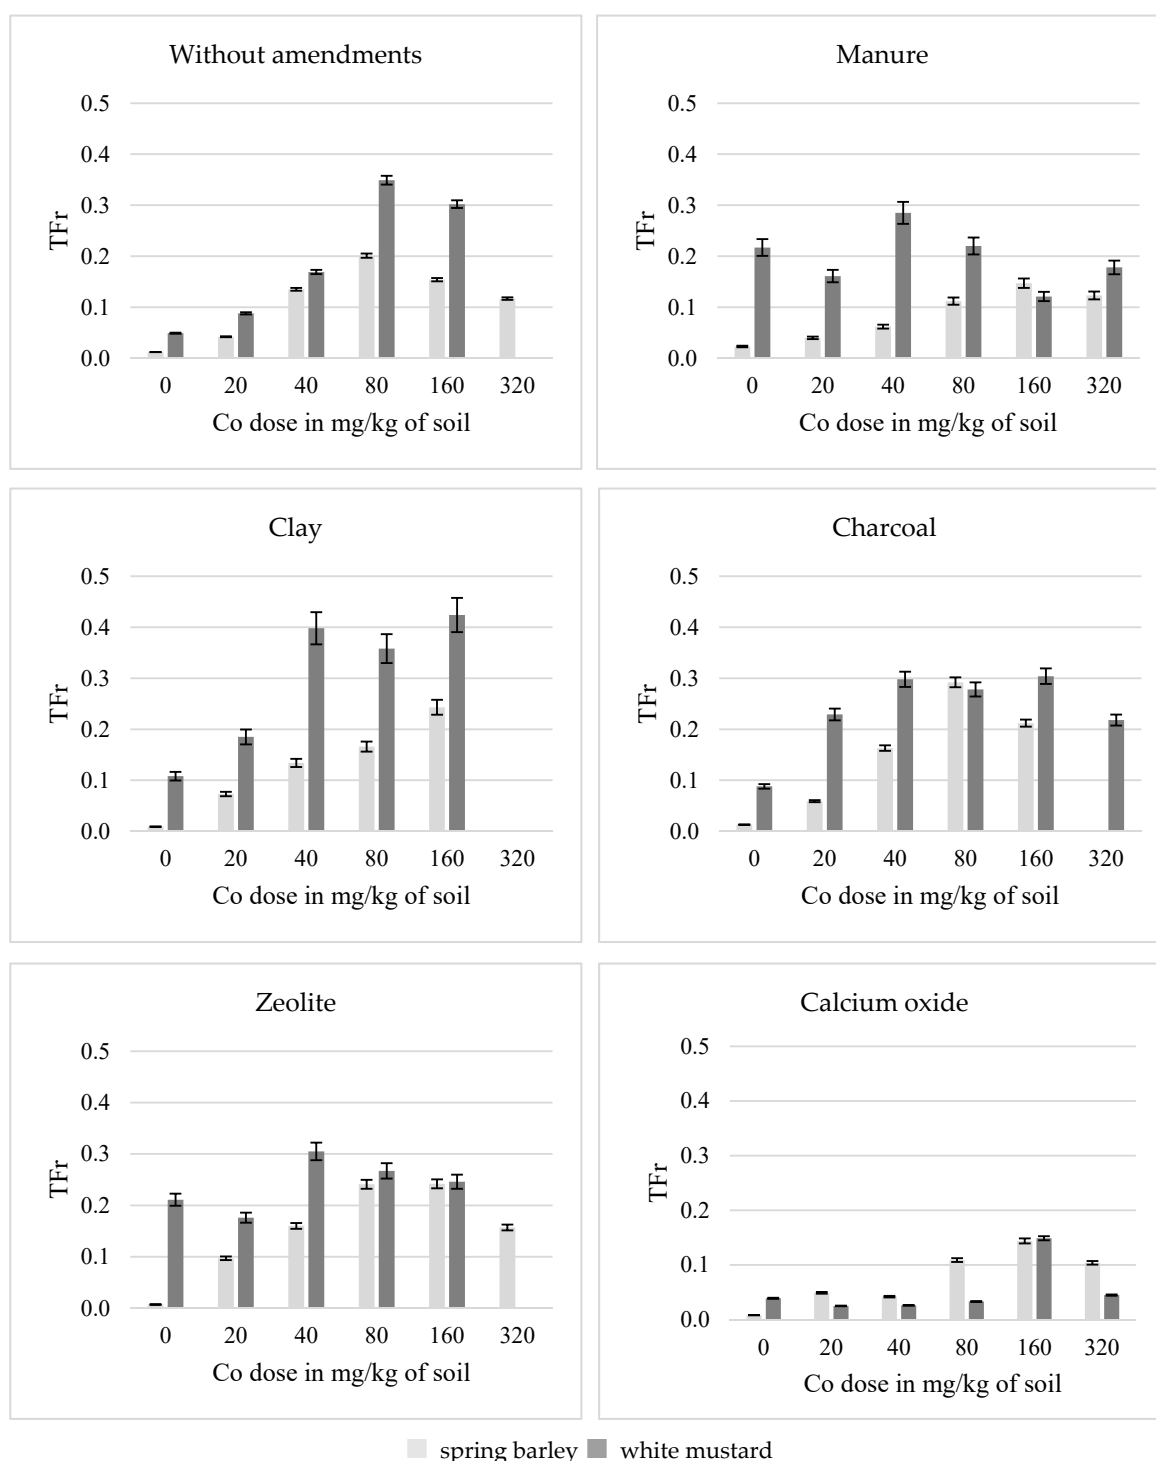 Without amendments
0.5
0.4
0.3
0.2
0.1
0.0
TFr
0 20 40 80 160 320
Co dose in mg/kg of soil
Manure
0.5
0.4
0.3
0.2
0.1
0.0
TFr
0 20 40 80 160 320
Co dose in mg/kg of soil
Clay
0.5
0.4
0.3
0.2
0.1
0.0
TFr
0 20 40 80 160 320
Co dose in mg/kg of soil
Charcoal
0.5
0.4
0.3
0.2
0.1
0.0
TFr
0 20 40 80 160 320
Co dose in mg/kg of soil
Zeolite
0.5
0.4
0.3
0.2
0.1
0.0
TFr
0 20 40 80 160 320
Co dose in mg/kg of soil
Calcium oxide
0.5
0.4
0.3
0.2
0.1
0.0
TFr
0 20 40 80 160 320
Co dose in mg/kg of soil
spring barley white mustard